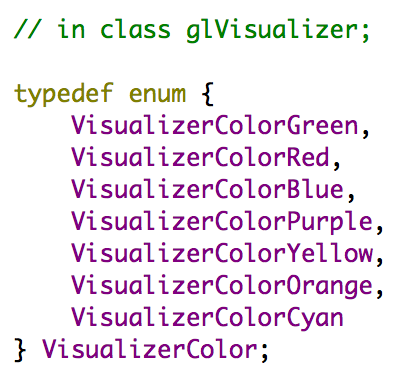 // in class glVisualizer;
typedef enum {
VisualizerColorGreen,
VisualizerColorRed,
VisualizerColorBlue,
VisualizerColorPurple,
VisualizerColorYellow,
VisualizerColorOrange,
VisualizerColorCyan
} VisualizerColor;